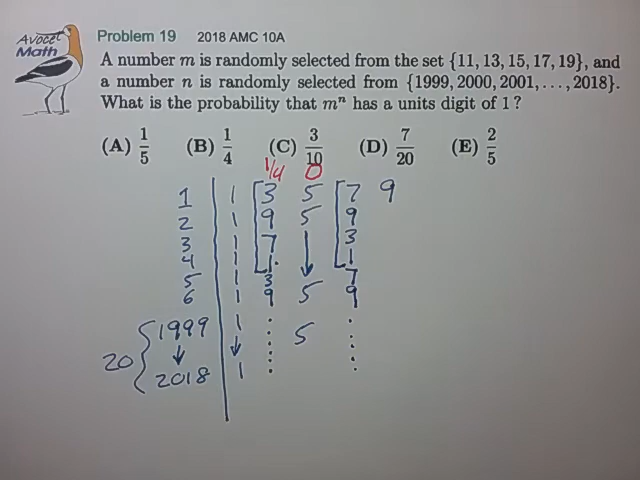 Avocet
Math
Problem 19 2018 AMC 10A
A number m is randomly selected from the set {11, 13, 15, 17, 19}, and
a number n is randomly selected from {1999, 2000, 2001, . . . , 2018}.
What is the probability that mⁿ has a units digit of 1 ?
(A) 1/5 (B) 1/4 (C) 3/10 (D) 7/20 (E) 2/5
1/4 0
1 1 3 5 7 9
2 1 9 5 9
3 1 7 3
4 1 1 1
5 1 3 7
6 1 9 5 9
1999 1 5
20
2018 1